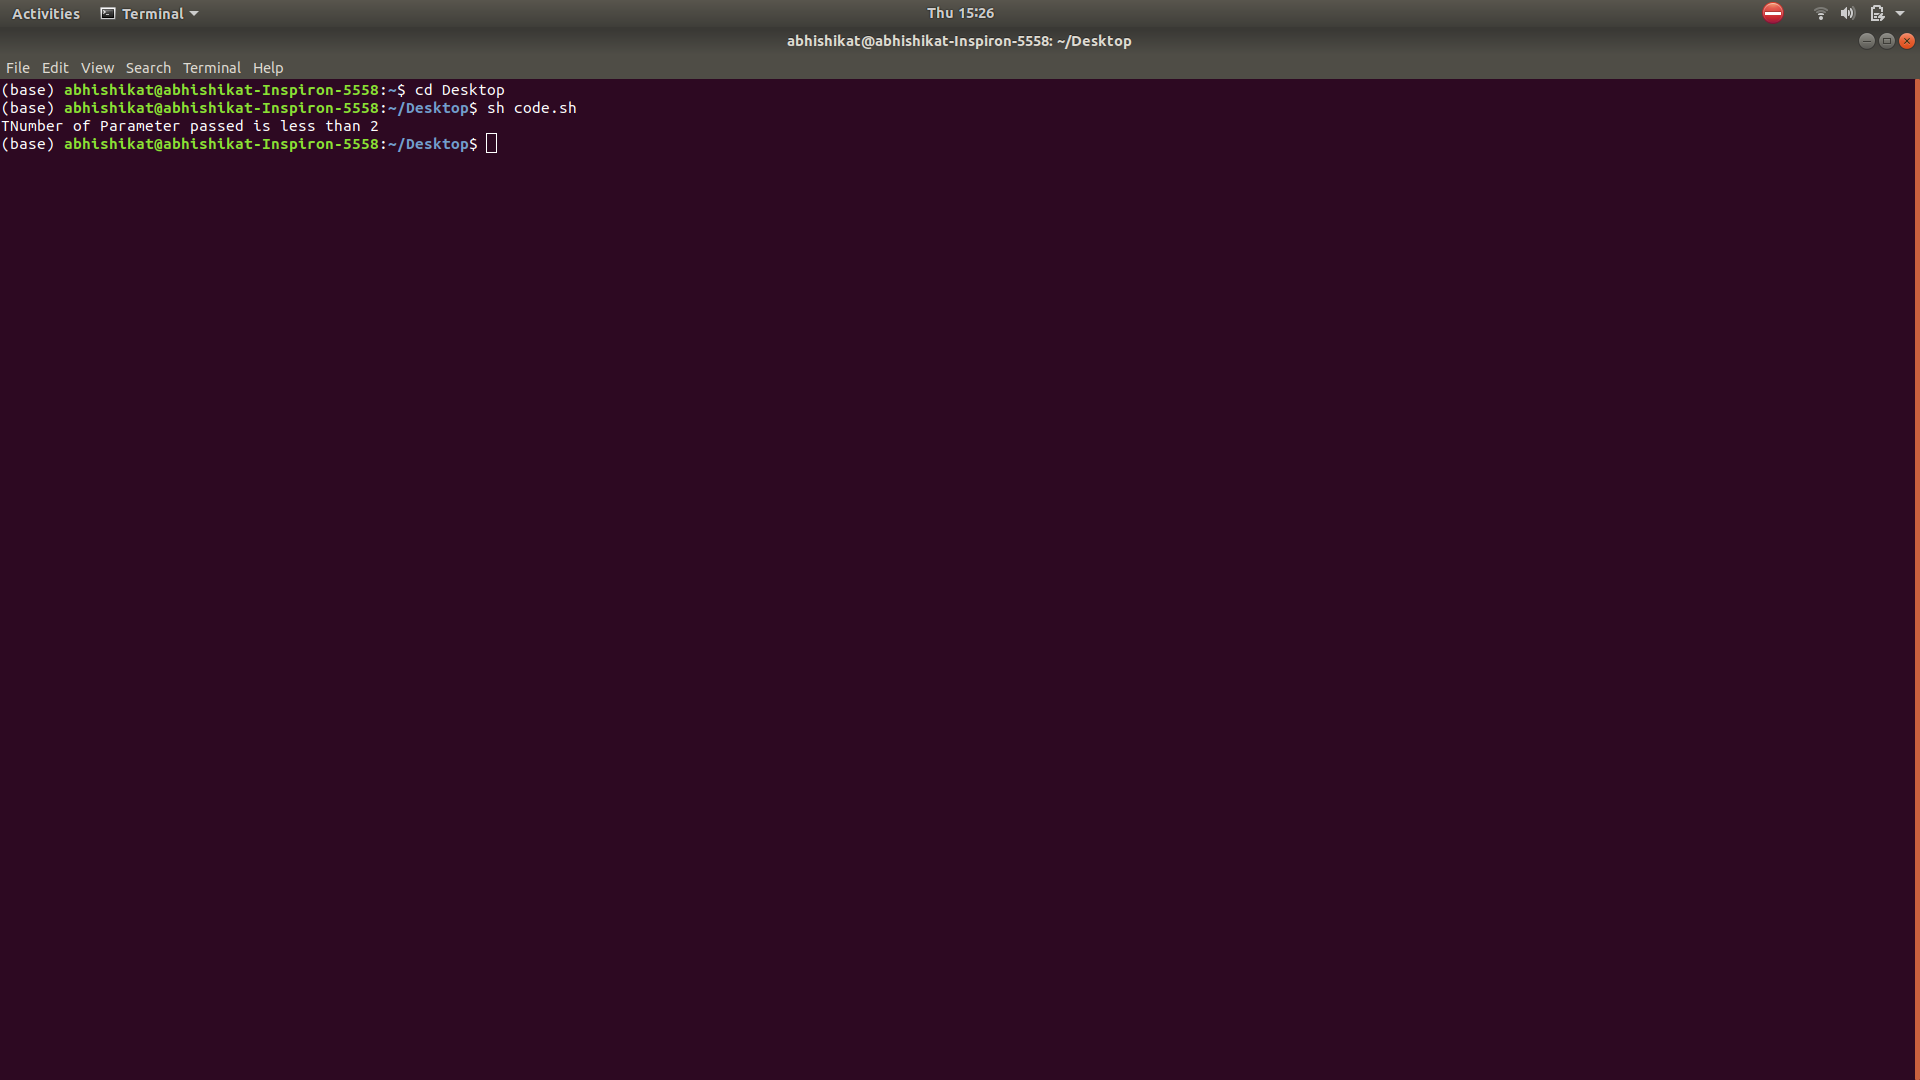 Activities Terminal Thu 15:26
abhishikat@abhishikat-Inspiron-5558: ~/Desktop
File Edit View Search Terminal Help
(base) abhishikat@abhishikat-Inspiron-5558:~$ cd Desktop
(base) abhishikat@abhishikat-Inspiron-5558:~/Desktop$ sh code.sh
TNumber of Parameter passed is less than 2
(base) abhishikat@abhishikat-Inspiron-5558:~/Desktop$